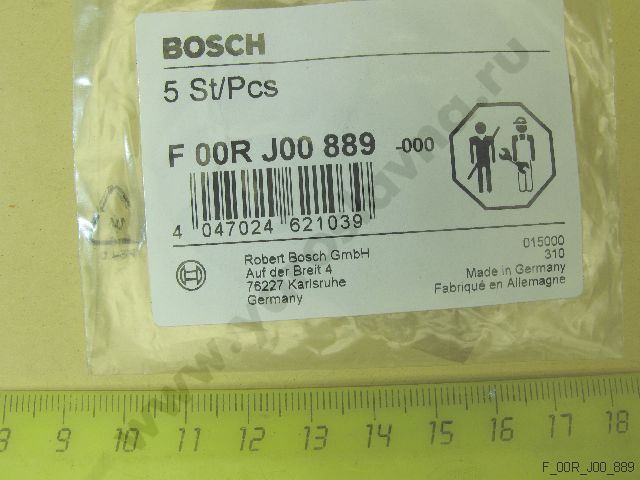 BOSCH
5 St/Pcs
F 00R J00 889 -000
4 047024 621039
Robert Bosch GmbH
Auf der Breit 4
76227 Karlsruhe
Germany
015000
310
Made in Germany
Fabriqué en Allemagne
8 9 10 11 12 13 14 15 16 17 18
F_00R_J00_889